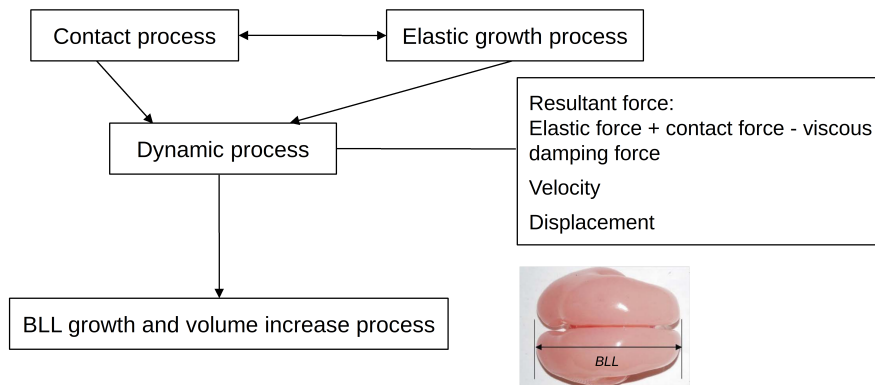 Contact process
Elastic growth process
Resultant force:
Elastic force + contact force - viscous
damping force
Velocity
Displacement
Dynamic process
BLL growth and volume increase process
BLL